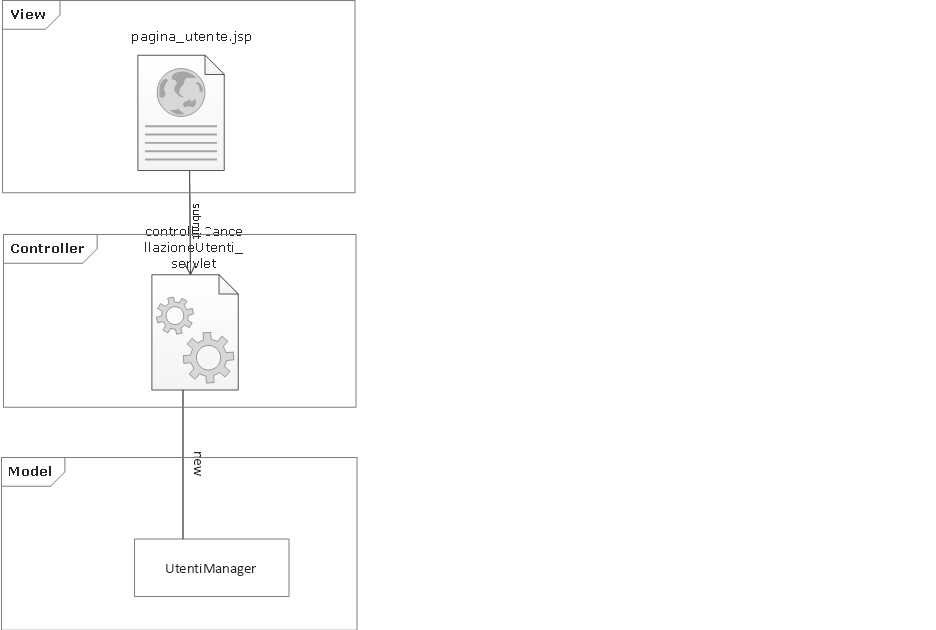 View
pagina_utente.jsp
submit
Controller
llazioneUtenti_
servlet
new
Model
UtentiManager